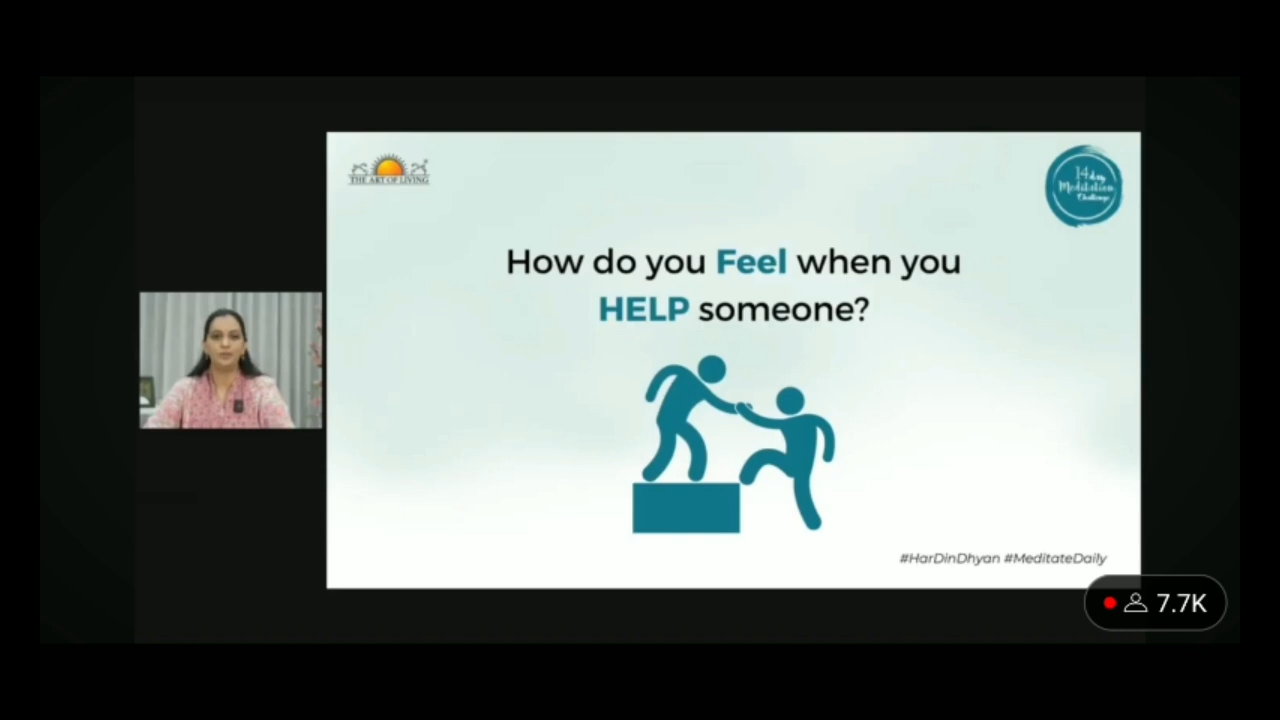 THE ART OF LIVING
14 day
Meditation
Challenge
How do you Feel when you
HELP someone?
#HarDinDhyan #MeditateDaily
7.7K